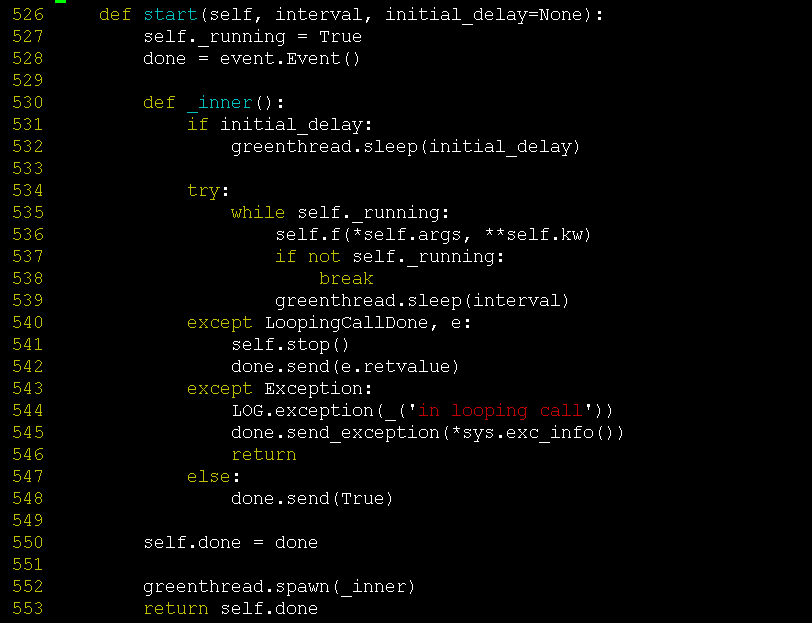 526     def start(self, interval, initial_delay=None):
527         self._running = True
528         done = event.Event()
529
530         def _inner():
531             if initial_delay:
532                 greenthread.sleep(initial_delay)
533
534             try:
535                 while self._running:
536                     self.f(*self.args, **self.kw)
537                     if not self._running:
538                         break
539                     greenthread.sleep(interval)
540             except LoopingCallDone, e:
541                 self.stop()
542                 done.send(e.retvalue)
543             except Exception:
544                 LOG.exception(_('in looping call'))
545                 done.send_exception(*sys.exc_info())
546                 return
547             else:
548                 done.send(True)
549
550         self.done = done
551
552         greenthread.spawn(_inner)
553         return self.done